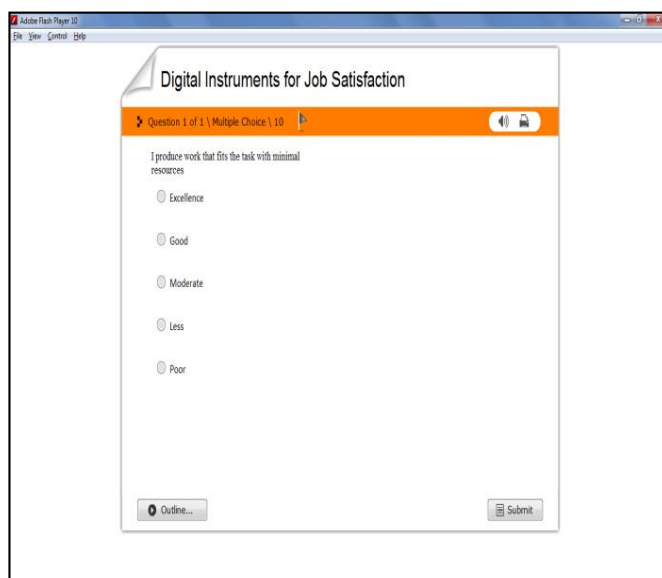 Adobe Flash Player 10
File View Control Help
Digital Instruments for Job Satisfaction
Question 1 of 1 \ Multiple Choice \ 10
I produce work that fits the task with minimal
resources
Excellence
Good
Moderate
Less
Poor
Outline...
Submit